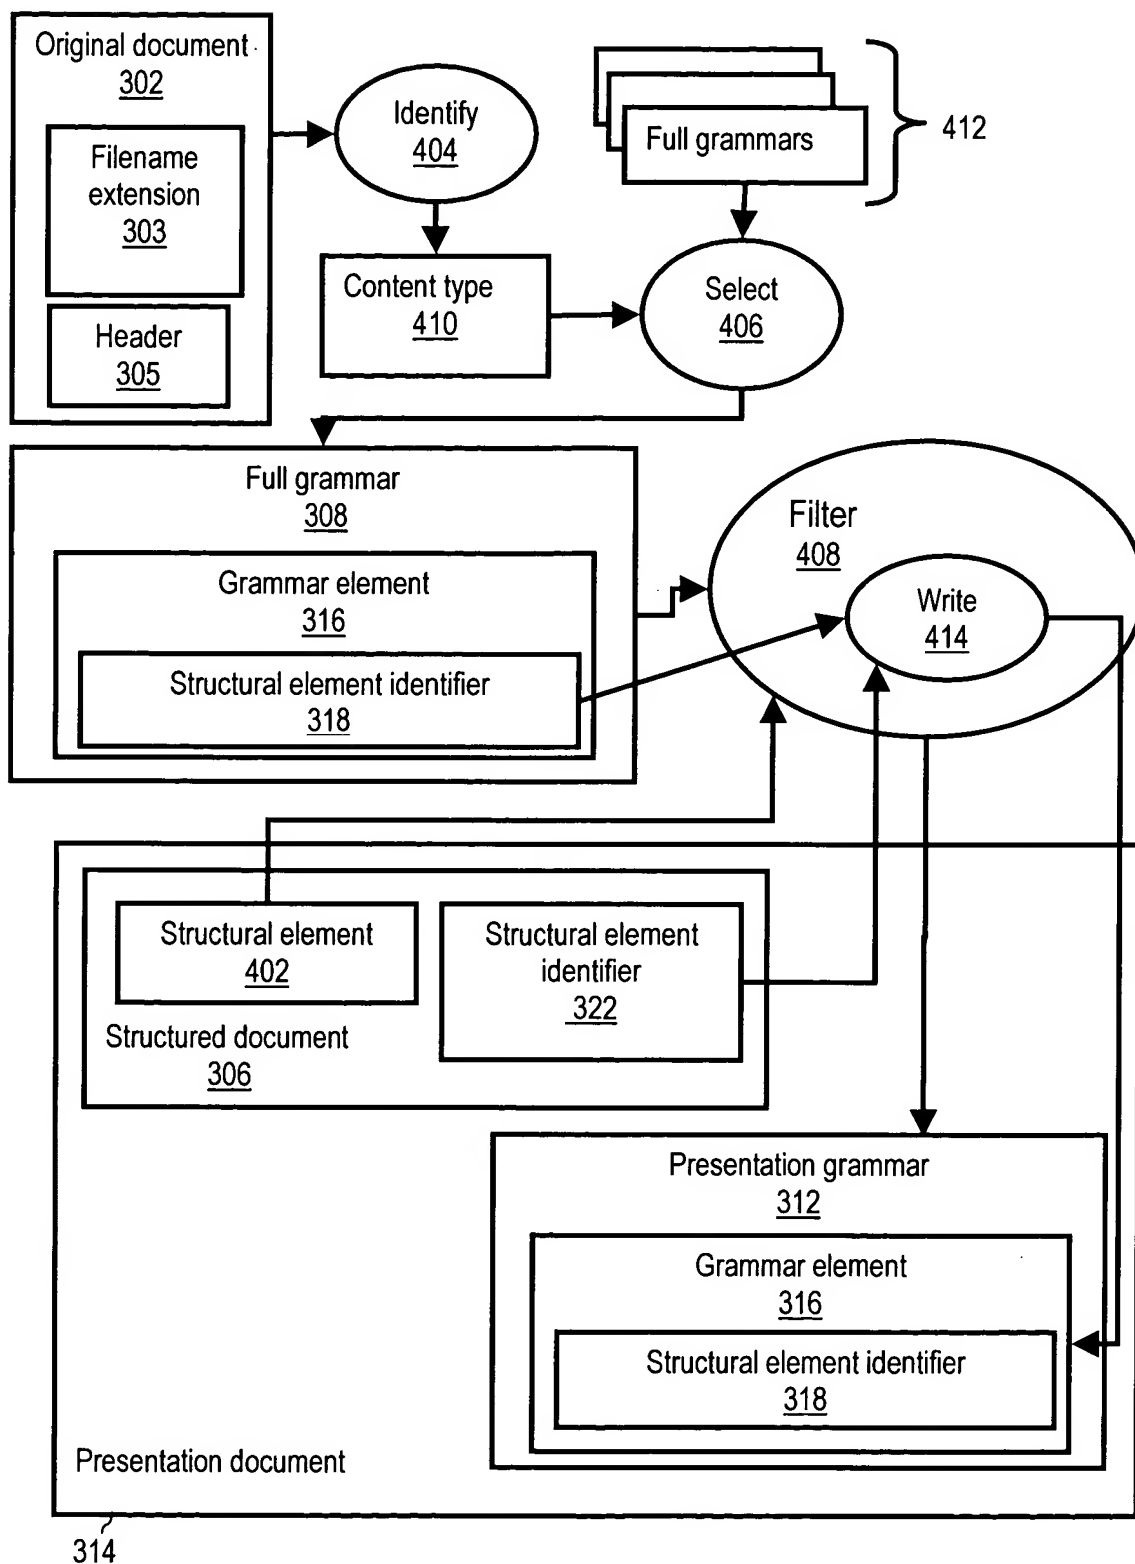 Original document
302
Filename
extension
303
Header
305
Identify
404
Full grammars
412
Content type
410
Select
406
Full grammar
308
Grammar element
316
Structural element identifier
318
Filter
408
Write
414
Structural element
402
Structural element
identifier
322
Structured document
306
Presentation grammar
312
Grammar element
316
Structural element identifier
318
Presentation document
314